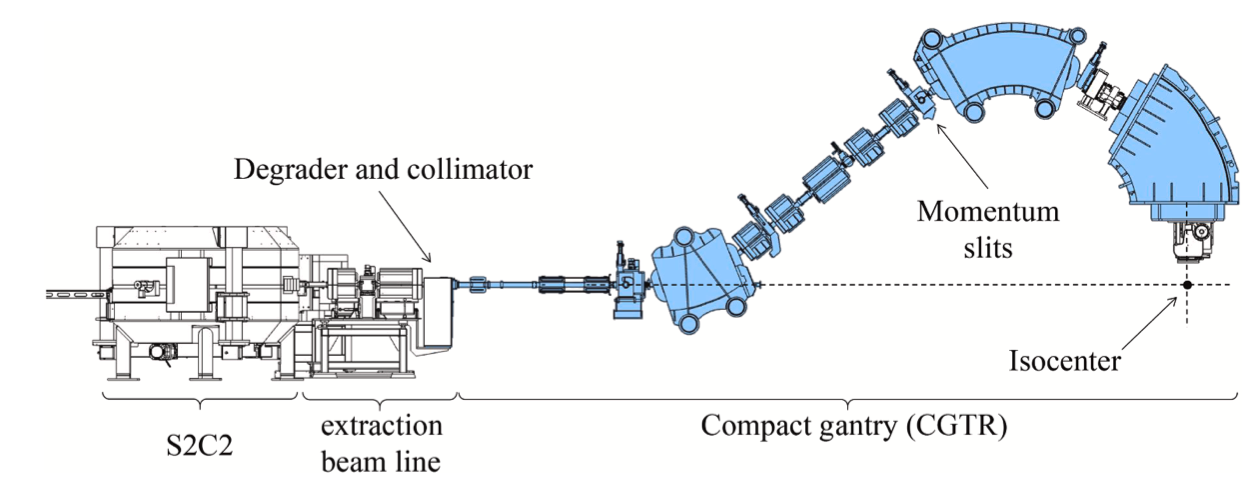 Degrader and collimator
Momentum
slits
Isocenter
S2C2
extraction
beam line
Compact gantry (CGTR)